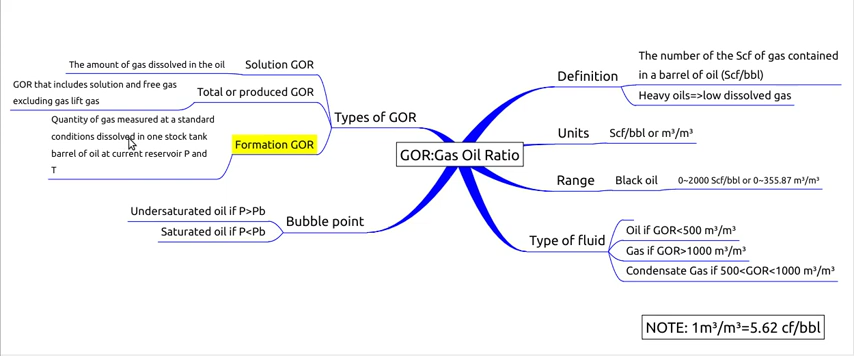 GOR:Gas Oil Ratio
Definition
The number of the Scf of gas contained
in a barrel of oil (Scf/bbl)
Heavy oils=>low dissolved gas
Units
Scf/bbl or m³/m³
Range
Black oil
0~2000 Scf/bbl or 0~355.87 m³/m³
Type of fluid
Oil if GOR<500 m³/m³
Gas if GOR>1000 m³/m³
Condensate Gas if 500<GOR<1000 m³/m³
Types of GOR
Solution GOR
The amount of gas dissolved in the oil
Total or produced GOR
GOR that includes solution and free gas
excluding gas lift gas
Formation GOR
Quantity of gas measured at a standard
conditions dissolved in one stock tank
barrel of oil at current reservoir P and
T
Bubble point
Undersaturated oil if P>Pb
Saturated oil if P<Pb
NOTE: 1m³/m³=5.62 cf/bbl